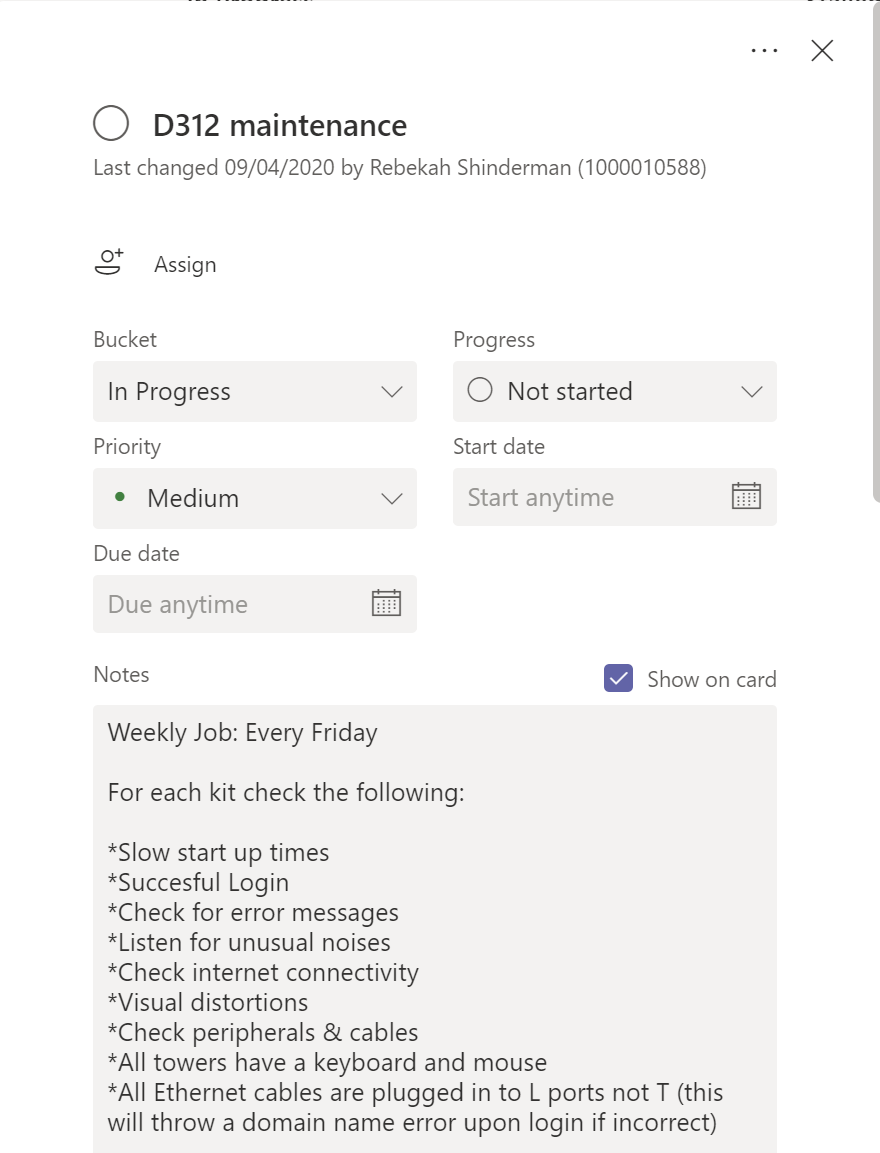 D312 maintenance
Last changed 09/04/2020 by Rebekah Shinderman (1000010588)
Assign
Bucket
Progress
In Progress
Not started
Priority
Start date
Medium
Start anytime
Due date
Due anytime
Notes
Show on card
Weekly Job: Every Friday
For each kit check the following:
*Slow start up times
*Succesful Login
*Check for error messages
*Listen for unusual noises
*Check internet connectivity
*Visual distortions
*Check peripherals & cables
*All towers have a keyboard and mouse
*All Ethernet cables are plugged in to L ports not T (this
will throw a domain name error upon login if incorrect)